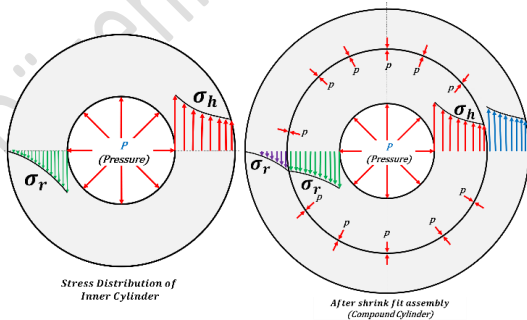 σh
P
(Pressure)
σr
Stress Distribution of
Inner Cylinder
p
p
p
p
p
p
σh
P
(Pressure)
σr
σr
p
p
p
p
p
p
After shrink fit assembly
(Compound Cylinder)